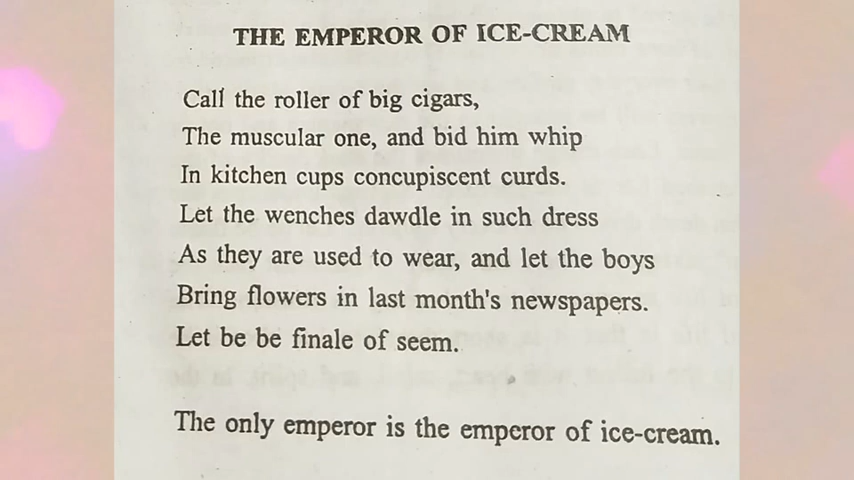 THE EMPEROR OF ICE-CREAM
Call the roller of big cigars,
The muscular one, and bid him whip
In kitchen cups concupiscent curds.
Let the wenches dawdle in such dress
As they are used to wear, and let the boys
Bring flowers in last month's newspapers.
Let be be finale of seem.
The only emperor is the emperor of ice-cream.